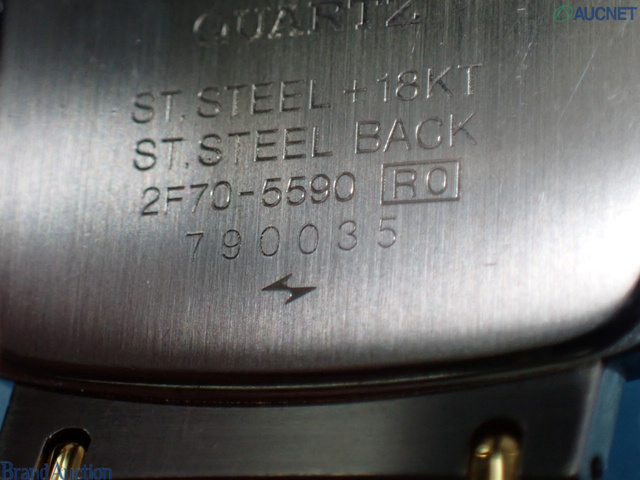 AUCNET
QUARTZ
ST. STEEL + 18KT
ST. STEEL BACK
2F70-5590 R0
790035
Brand Auction